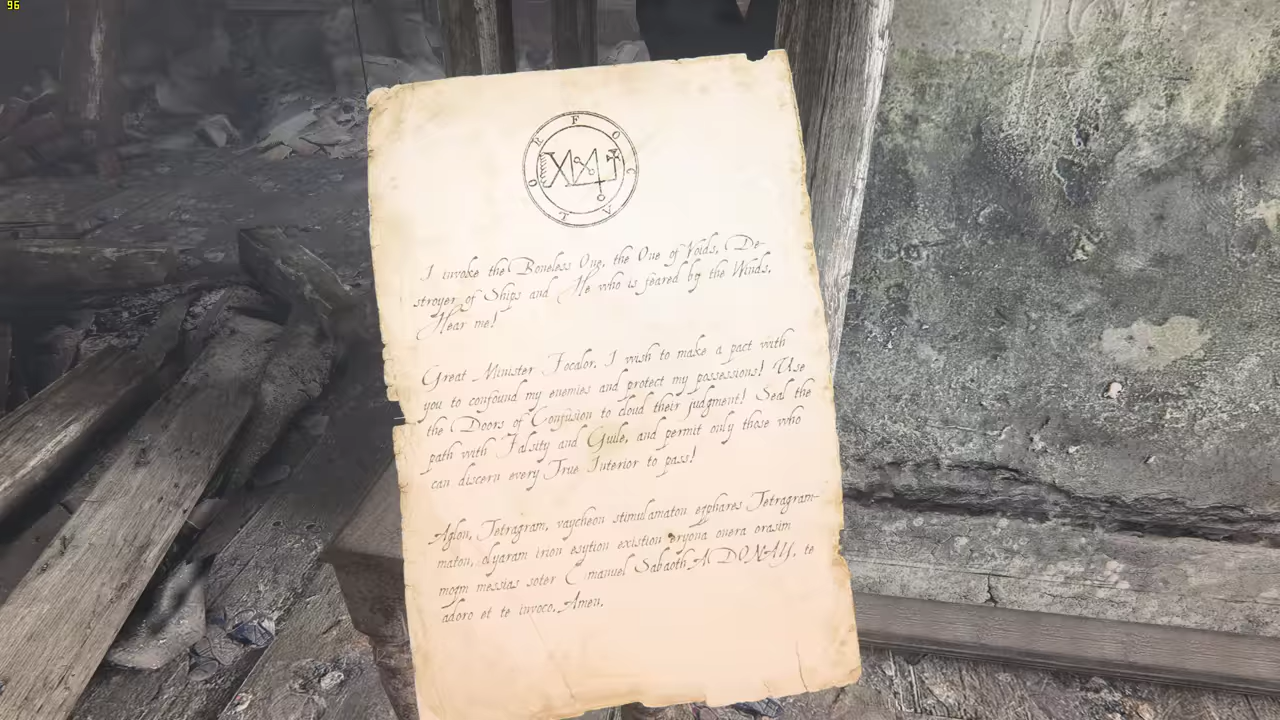 96
F O C V T O R
I invoke the Boneless One, the One of Voids, De-
stroyer of Ships and He who is feared by the Winds.
Hear me!
Great Minister Focalor, I wish to make a pact with
you to confound my enemies and protect my possessions! Use
the Doors of Confusion to cloud their judgment! Seal the
path with Falsity and Guile, and permit only those who
can discern every True Interior to pass!
Aglon, Tetragram, vaycheon stimulamaton ezphares Tetragram-
maton, olyaram irion esytion existion eryona onera orasim
mozm messias soter Emanuel Sabaoth ADONAY, te
adoro et te invoco. Amen.